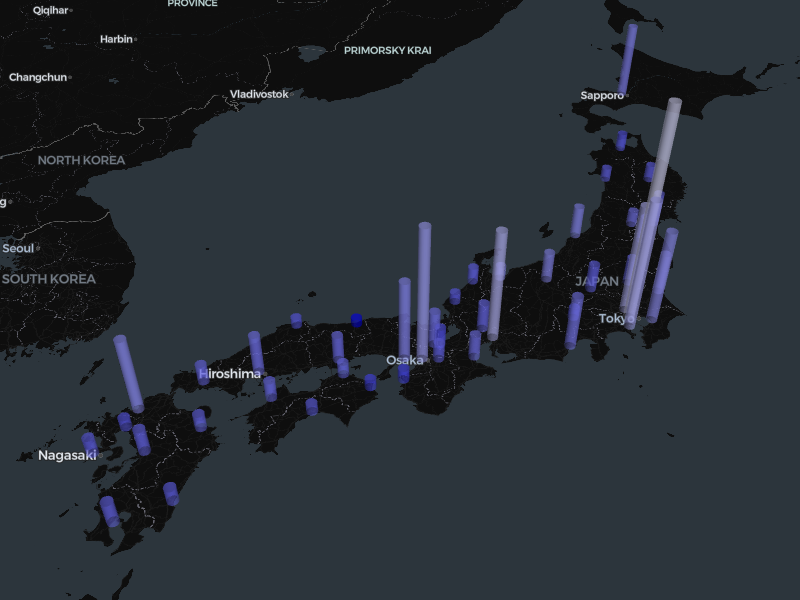 PROVINCE
Qiqihar
Harbin
PRIMORSKY KRAI
Changchun
Vladivostok
Sapporo
NORTH KOREA
g
Seoul
SOUTH KOREA
JAPAN
Tokyo
Osaka
Hiroshima
Nagasaki